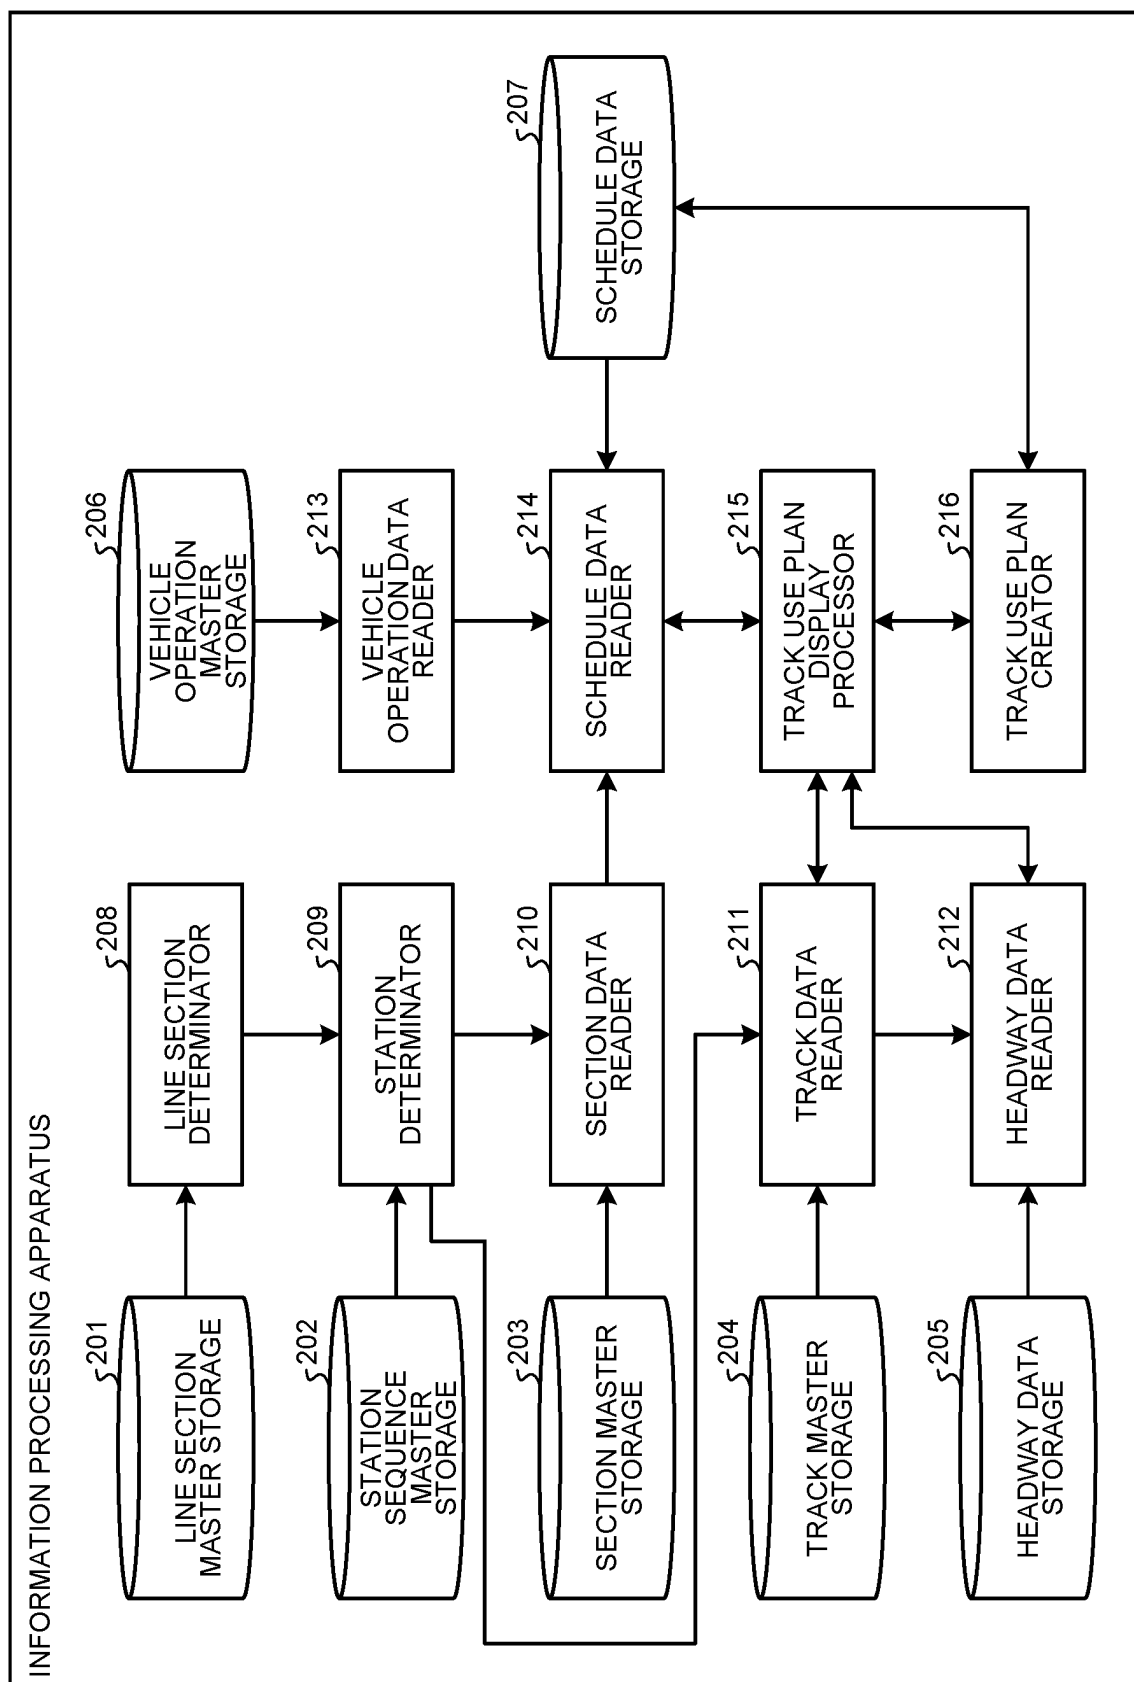 INFORMATION PROCESSING APPARATUS
201
LINE SECTION
MASTER STORAGE
208
LINE SECTION
DETERMINATOR
206
VEHICLE
OPERATION
MASTER
STORAGE
202
STATION
SEQUENCE
MASTER
STORAGE
209
STATION
DETERMINATOR
213
VEHICLE
OPERATION DATA
READER
203
SECTION MASTER
STORAGE
210
SECTION DATA
READER
214
SCHEDULE DATA
READER
207
SCHEDULE DATA
STORAGE
204
TRACK MASTER
STORAGE
211
TRACK DATA
READER
215
TRACK USE PLAN
DISPLAY
PROCESSOR
205
HEADWAY DATA
STORAGE
212
HEADWAY DATA
READER
216
TRACK USE PLAN
CREATOR